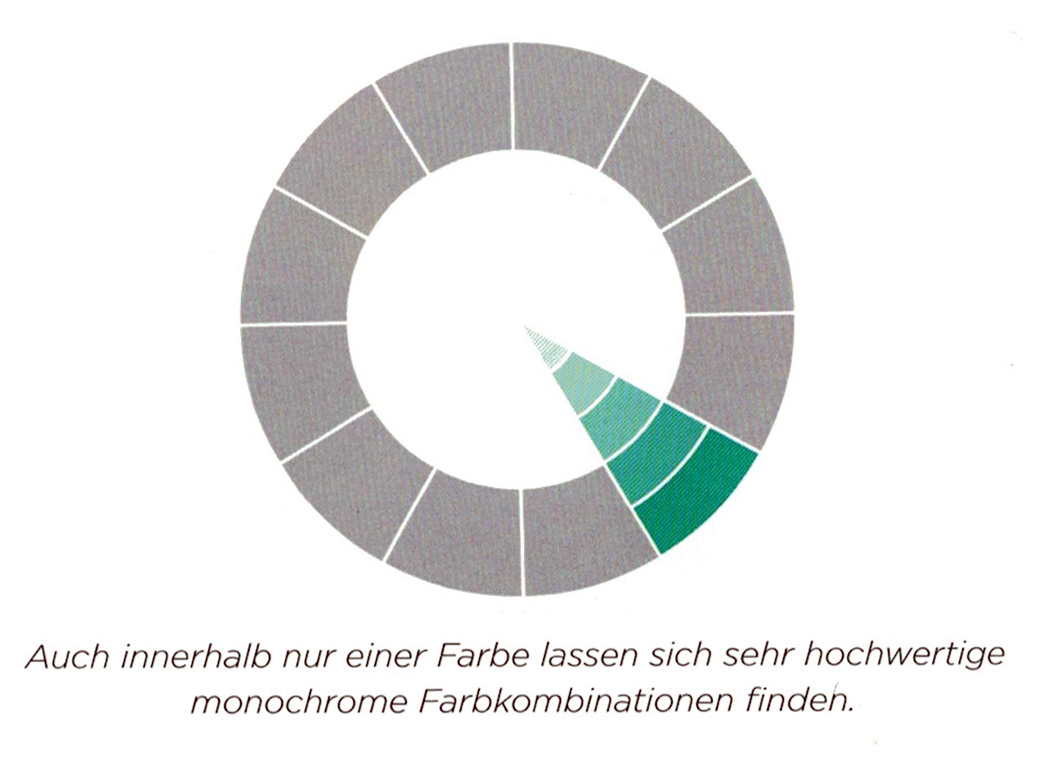 Auch innerhalb nur einer Farbe lassen sich sehr hochwertige
monochrome Farbkombinationen finden.